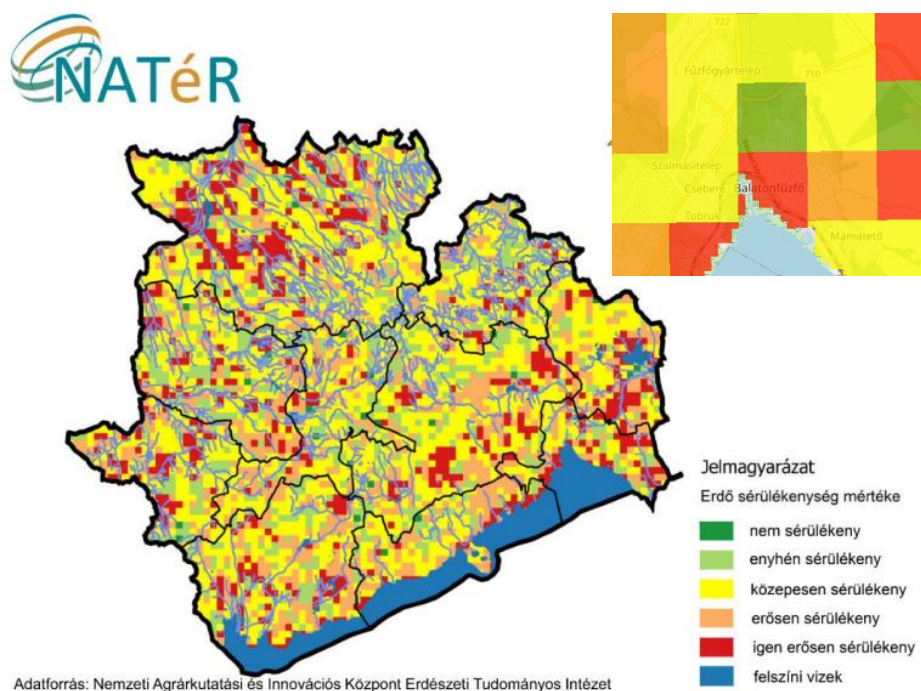 NATéR
722
Fűzfőgyártelep
710
Szalmásitelep
Csebere
Balatonfűzfő
Tobruk
Mámatető
Jelmagyarázat
Erdő sérülékenység mértéke
nem sérülékeny
enyhén sérülékeny
közepesen sérülékeny
erősen sérülékeny
igen erősen sérülékeny
felszíni vizek
Adatforrás: Nemzeti Agrárkutatási és Innovációs Központ Erdészeti Tudományos Intézet